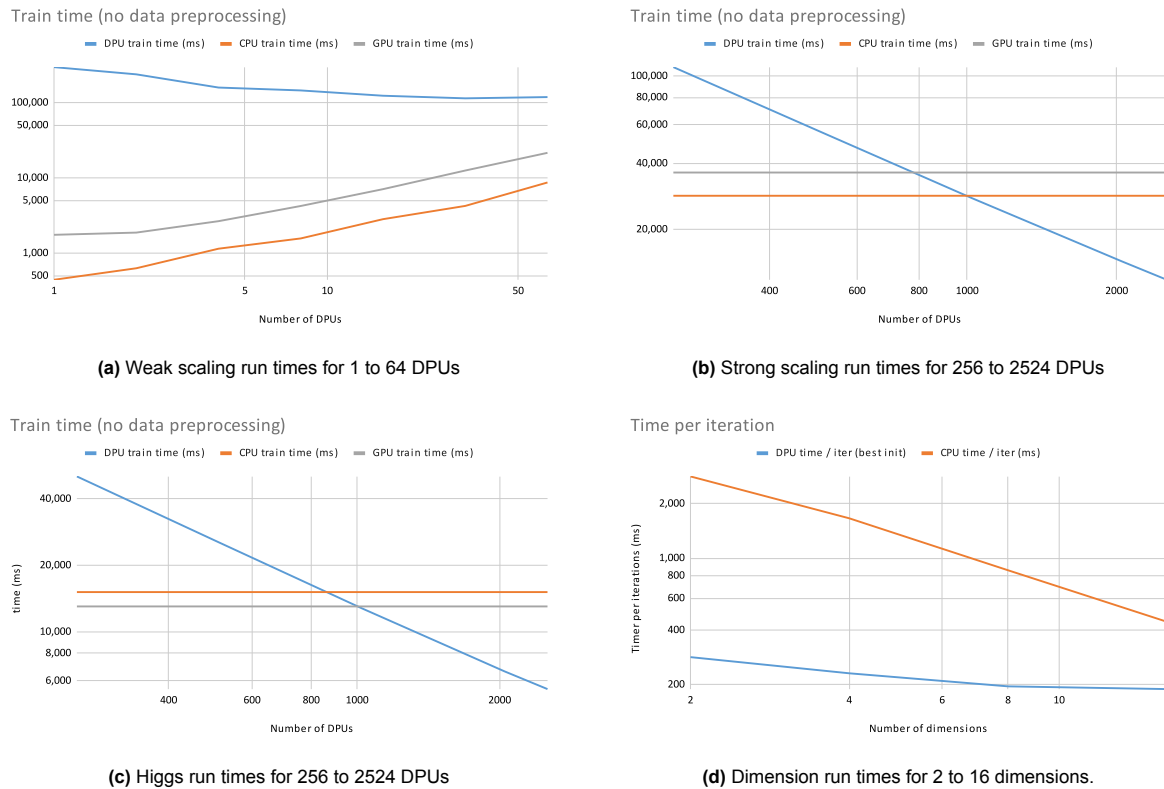 Train time (no data preprocessing)
DPU train time (ms) CPU train time (ms) GPU train time (ms)
100,000
50,000
10,000
5,000
1,000
500
1 5 10 50
Number of DPUs
(a) Weak scaling run times for 1 to 64 DPUs
Train time (no data preprocessing)
DPU train time (ms) CPU train time (ms) GPU train time (ms)
100,000
80,000
60,000
40,000
20,000
400 600 800 1000 2000
Number of DPUs
(b) Strong scaling run times for 256 to 2524 DPUs
Train time (no data preprocessing)
DPU train time (ms) CPU train time (ms) GPU train time (ms)
time (ms)
40,000
20,000
10,000
8,000
6,000
400 600 800 1000 2000
Number of DPUs
(c) Higgs run times for 256 to 2524 DPUs
Time per iteration
DPU time / iter (best init) CPU time / iter (ms)
Timer per iterations (ms)
2,000
1,000
800
600
400
200
2 4 6 8 10
Number of dimensions
(d) Dimension run times for 2 to 16 dimensions.